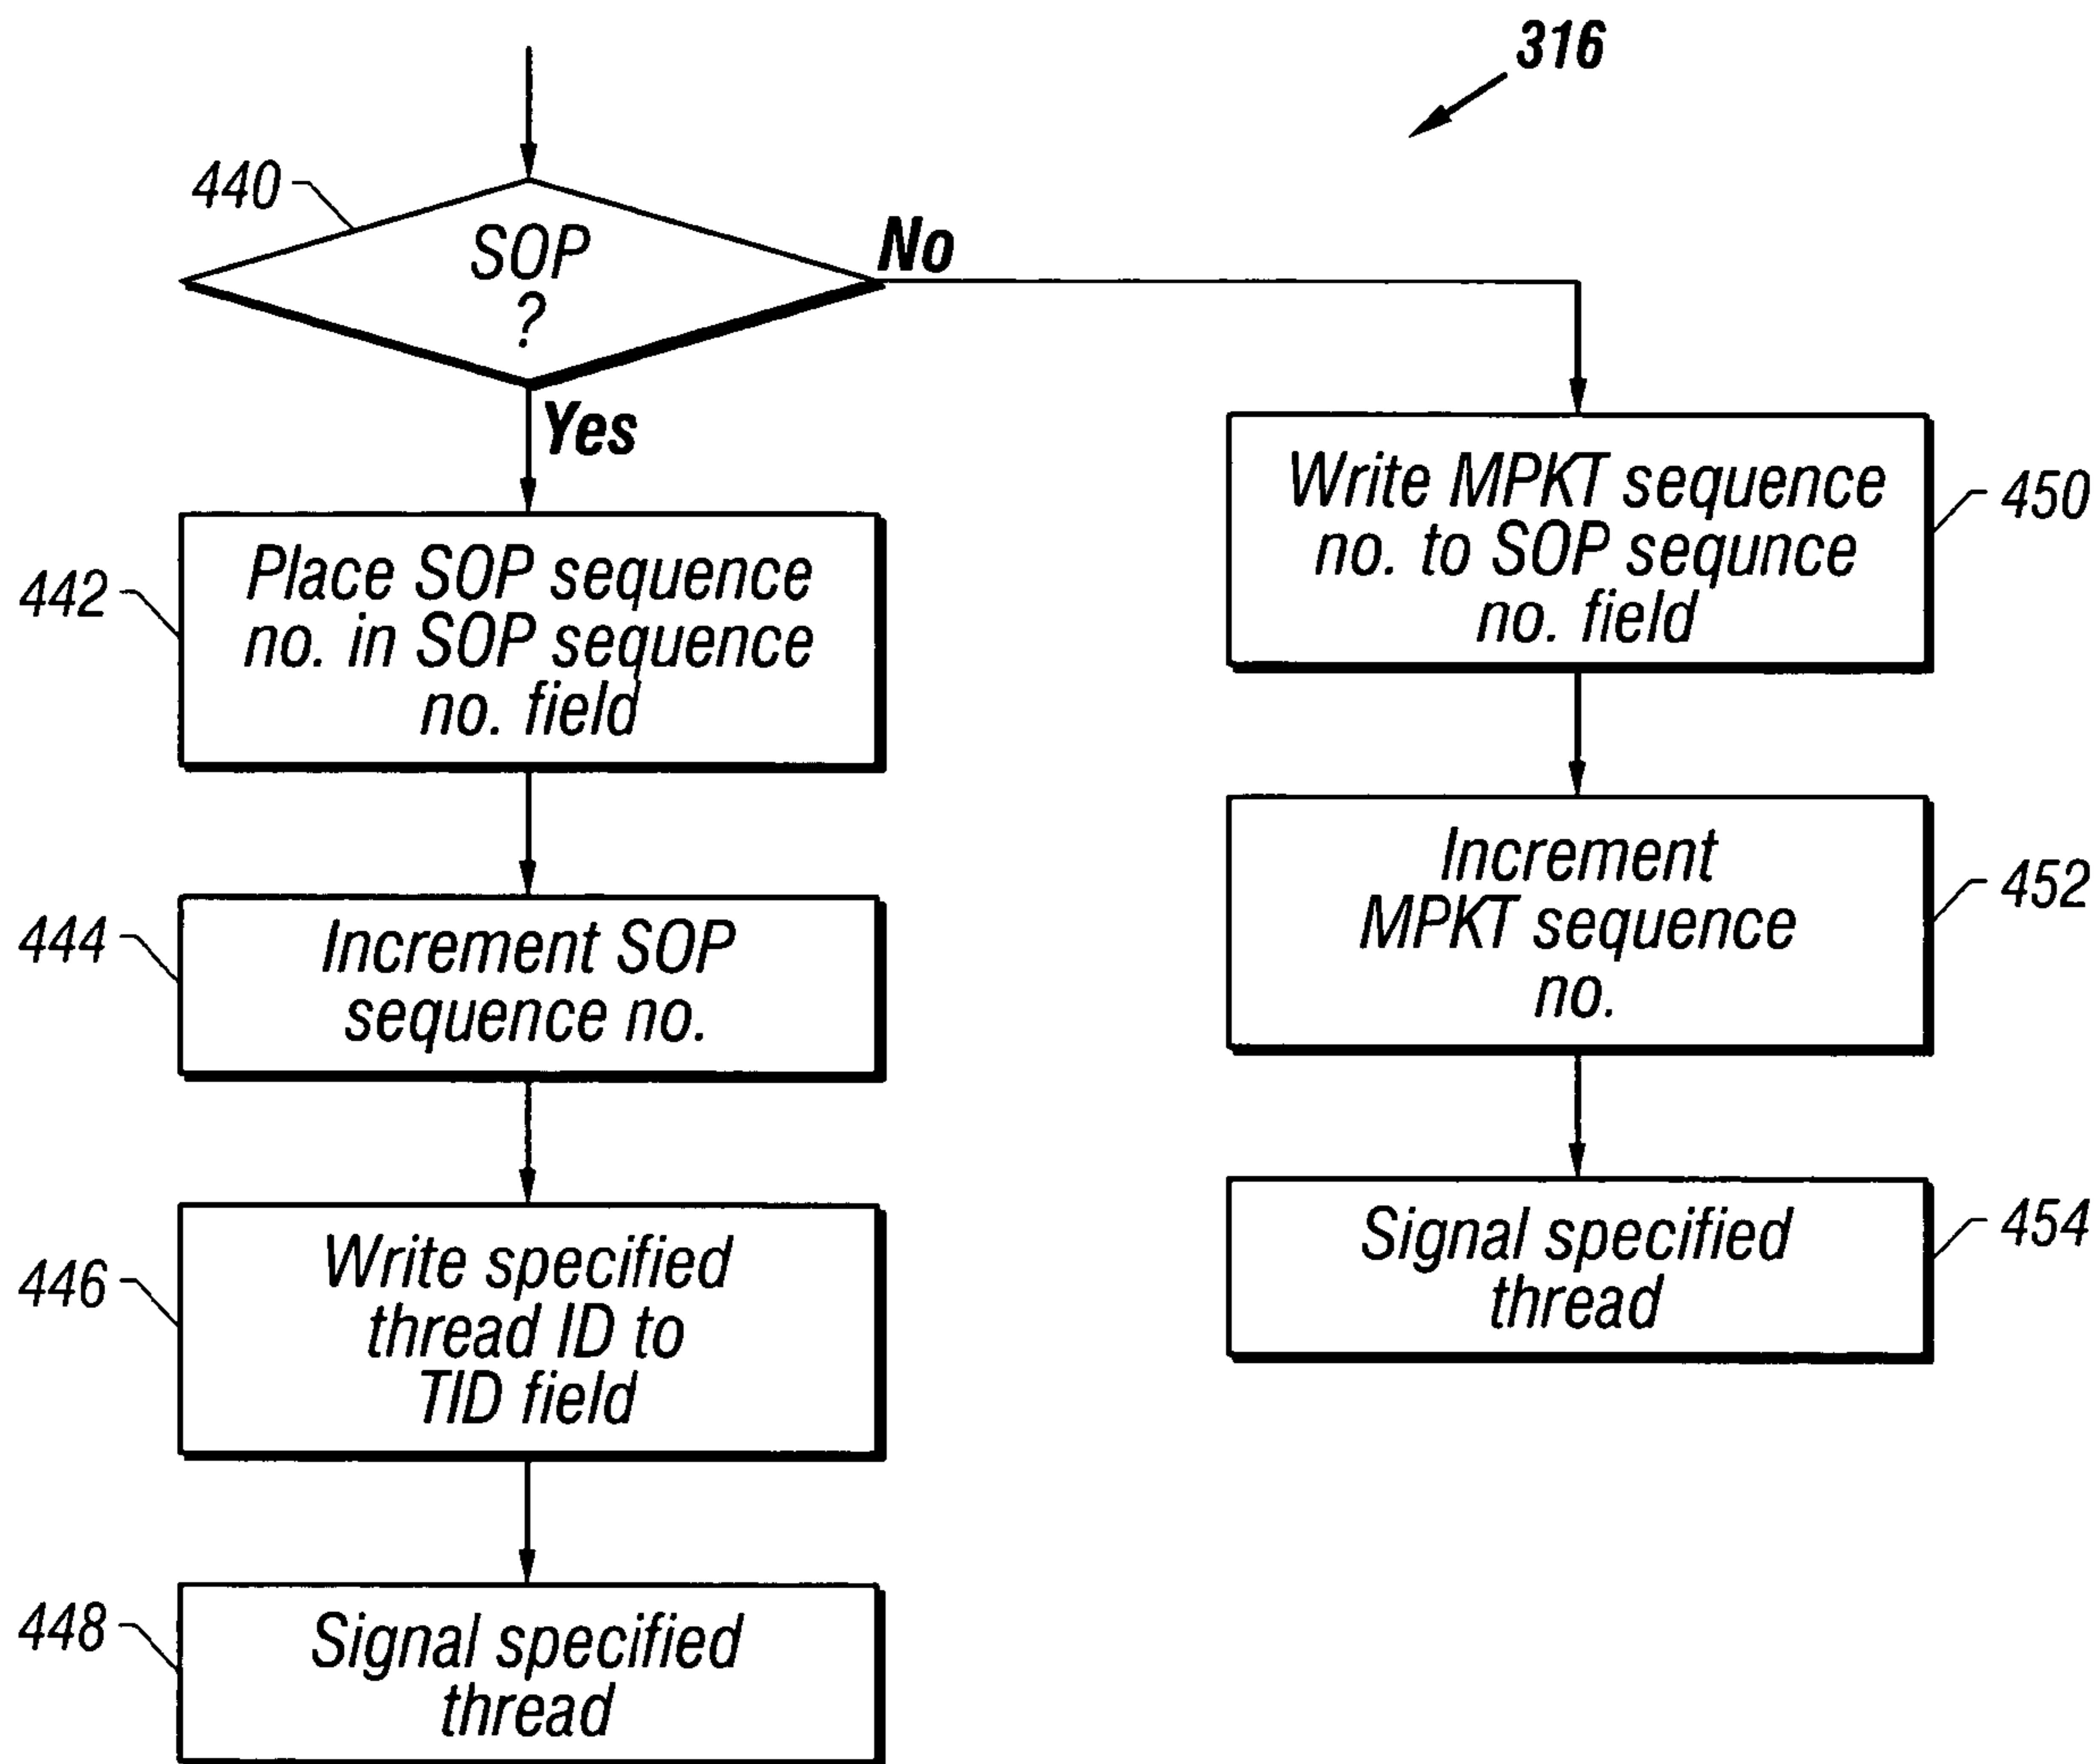 316
440
SOP
?
No
Yes
442
Place SOP sequence
no. in SOP sequence
no. field
444
Increment SOP
sequence no.
446
Write specified
thread ID to
TID field
448
Signal specified
thread
Write MPKT sequence
no. to SOP sequnce
no. field
450
Increment
MPKT sequence
no.
452
Signal specified
thread
454